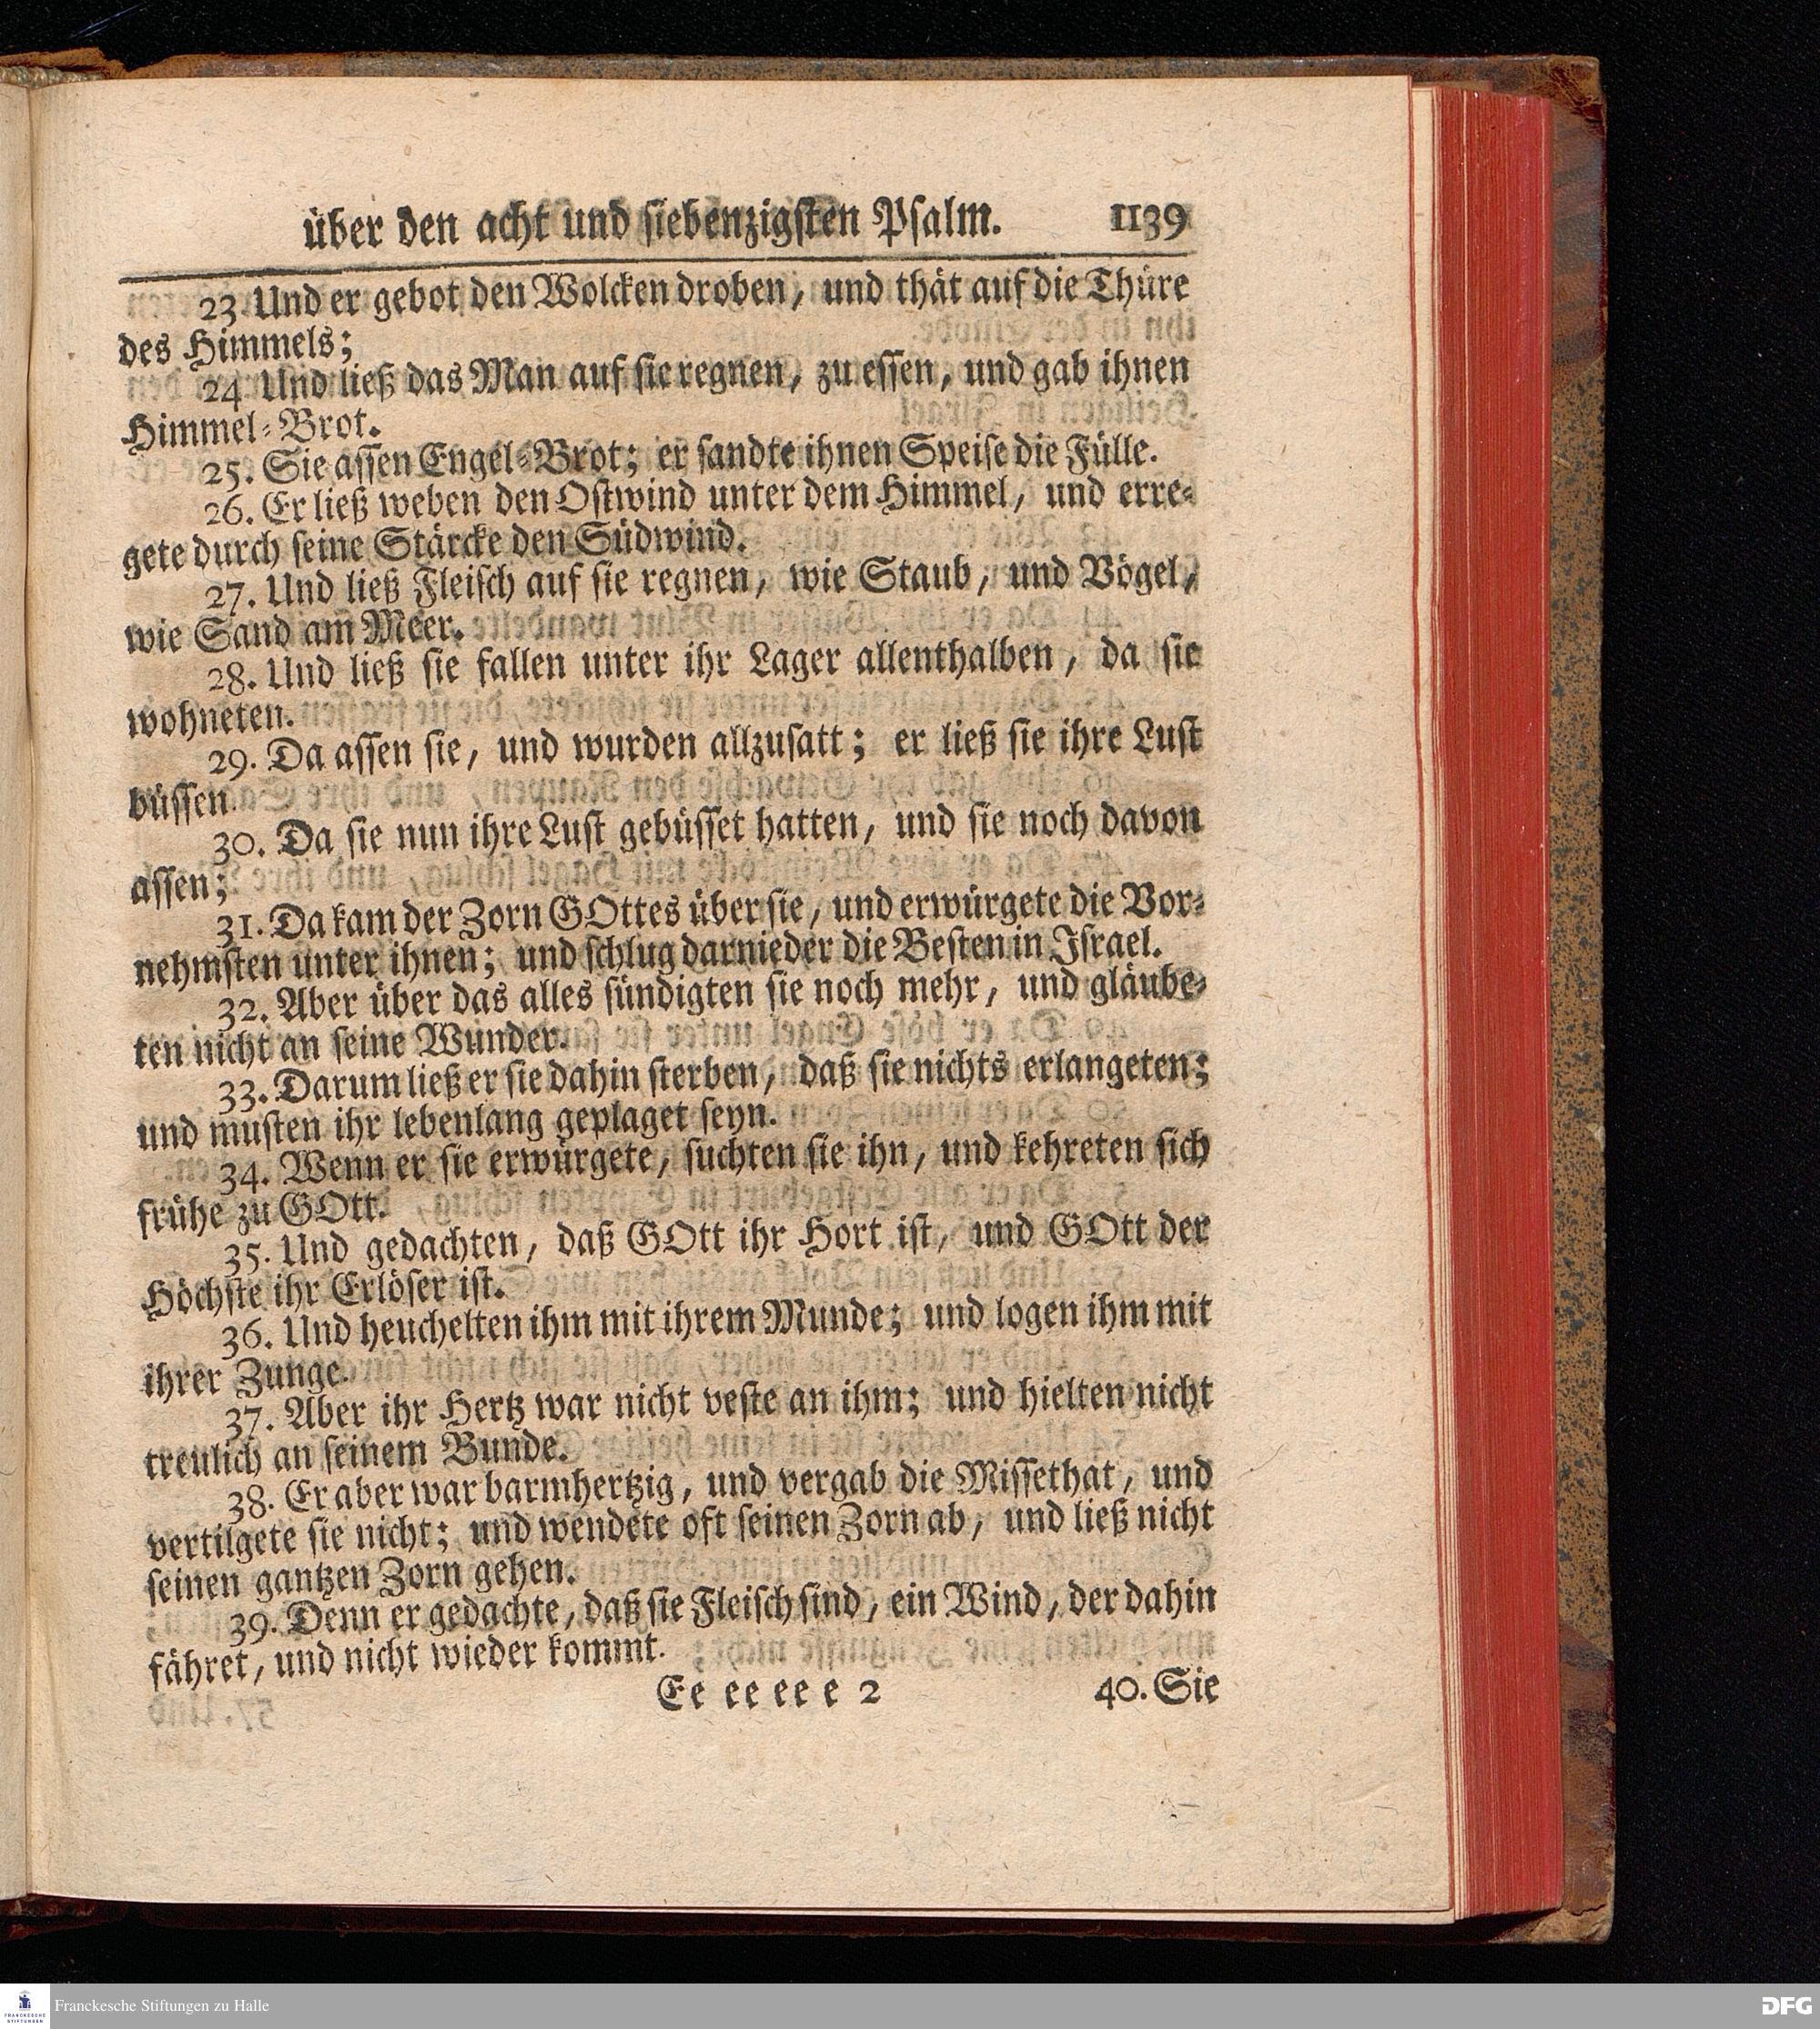 über den acht und siebenzigsten Psalm. 1139
23. Und er gebot den Wolcken droben, und thät auf die Thüre
des Himmels;
24. Und ließ das Man auf sie regnen, zu essen, und gab ihnen
Himmel-Brot.
25. Sie assen Engel-Brot; er sandte ihnen Speise die Fülle.
26. Er ließ weben den Ostwind unter dem Himmel, und erre-
gete durch seine Stärcke den Südwind.
27. Und ließ Fleisch auf sie regnen, wie Staub, und Vögel,
wie Sand am Meer.
28. Und ließ sie fallen unter ihr Lager allenthalben, da sie
wohneten.
29. Da assen sie, und wurden allzusatt; er ließ sie ihre Lust
büssen.
30. Da sie nun ihre Lust gebüsset hatten, und sie noch davon
assen;
31. Da kam der Zorn GOttes über sie, und erwürgete die Vor-
nehmsten unter ihnen; und schlug darnieder die Besten in Israel.
32. Aber über das alles sündigten sie noch mehr, und gläube-
ten nicht an seine Wunder.
33. Darum ließ er sie dahin sterben, daß sie nichts erlangeten;
und musten ihr lebenlang geplaget seyn.
34. Wenn er sie erwürgete, suchten sie ihn, und kehreten sich
frühe zu GOtt.
35. Und gedachten, daß GOtt ihr Hort ist, und GOtt der
Höchste ihr Erlöser ist.
36. Und heuchelten ihm mit ihrem Munde; und logen ihm mit
ihrer Zunge.
37. Aber ihr Hertz war nicht veste an ihm; und hielten nicht
treulich an seinem Bunde.
38. Er aber war barmhertzig, und vergab die Missethat, und
vertilgete sie nicht; und wendete oft seinen Zorn ab, und ließ nicht
seinen gantzen Zorn gehen.
39. Denn er gedachte, daß sie Fleisch sind, ein Wind, der dahin
fähret, und nicht wieder kommt.
Ee ee ee e 2 40. Sie
FRANCKESCHE
STIFTUNGEN
Franckesche Stiftungen zu Halle
DFG